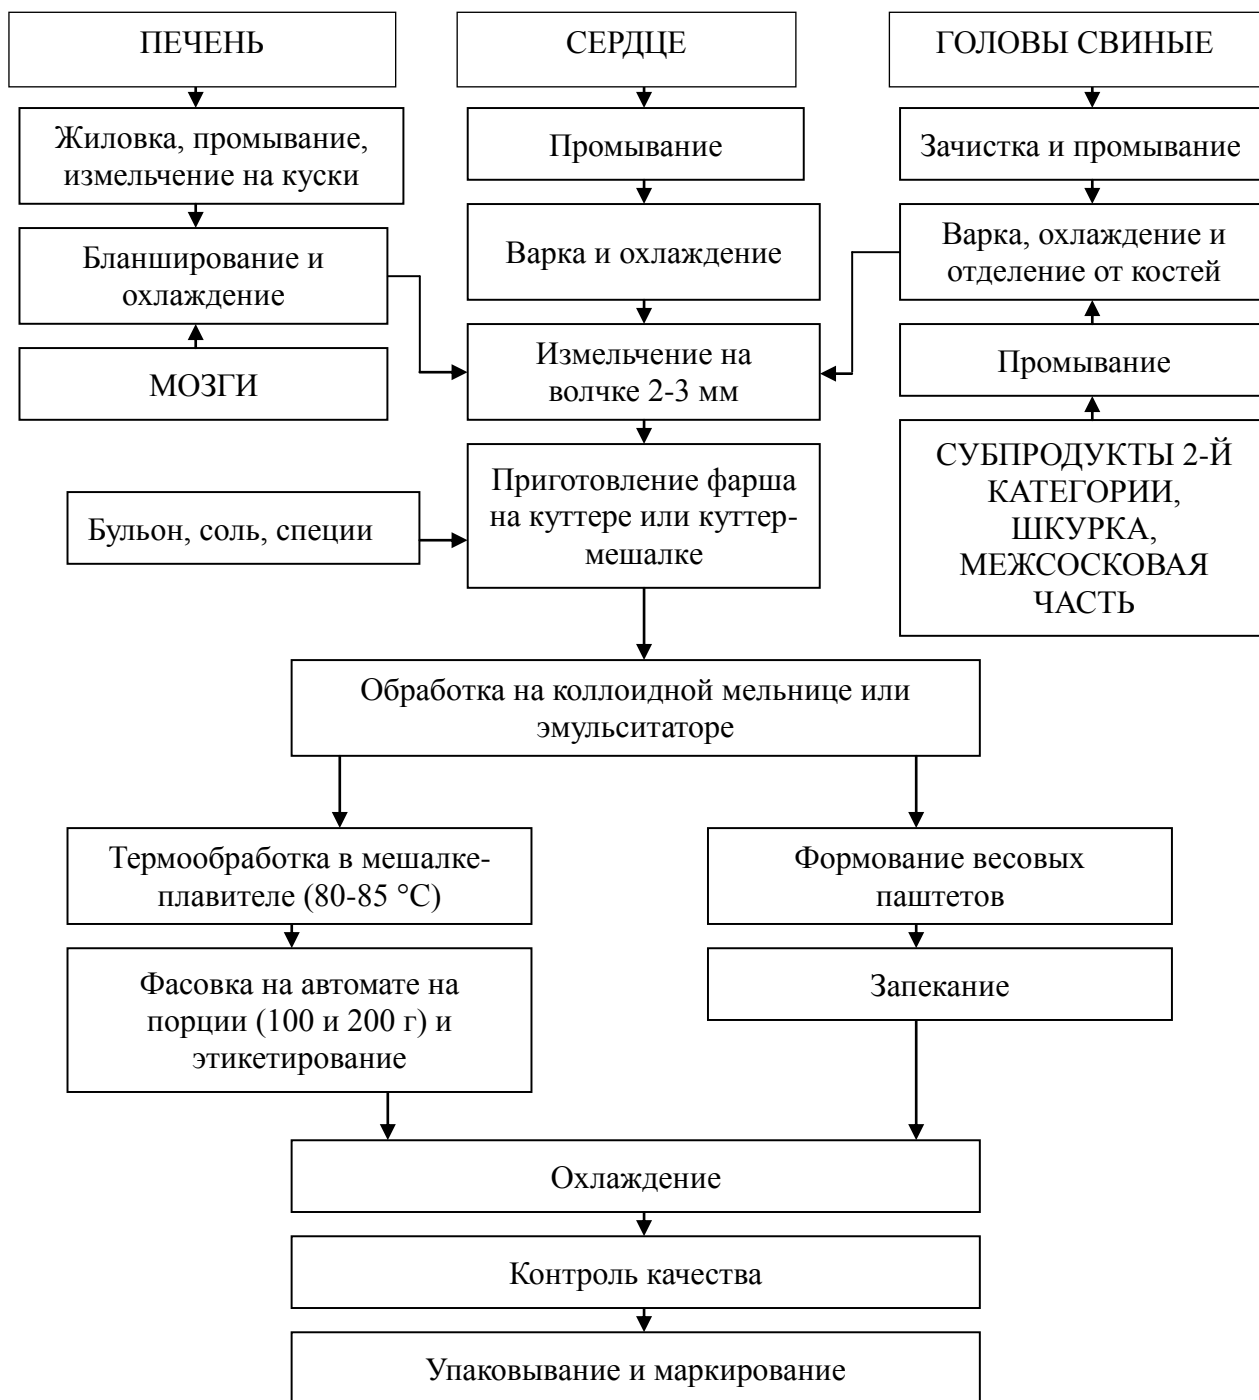 ПЕЧЕНЬ
СЕРДЦЕ
ГОЛОВЫ СВИНЫЕ
Жиловка, промывание,
измельчение на куски
Промывание
Зачистка и промывание
Бланширование и
охлаждение
Варка и охлаждение
Варка, охлаждение и
отделение от костей
МОЗГИ
Измельчение на
волчке 2-3 мм
Промывание
СУБПРОДУКТЫ 2-Й
КАТЕГОРИИ,
ШКУРКА,
МЕЖСОСКОВАЯ
ЧАСТЬ
Бульон, соль, специи
Приготовление фарша
на куттере или куттер-
мешалке
Обработка на коллоидной мельнице или
эмульситаторе
Термообработка в мешалке-
плавителе (80-85 °С)
Формование весовых
паштетов
Фасовка на автомате на
порции (100 и 200 г) и
этикетирование
Запекание
Охлаждение
Контроль качества
Упаковывание и маркирование